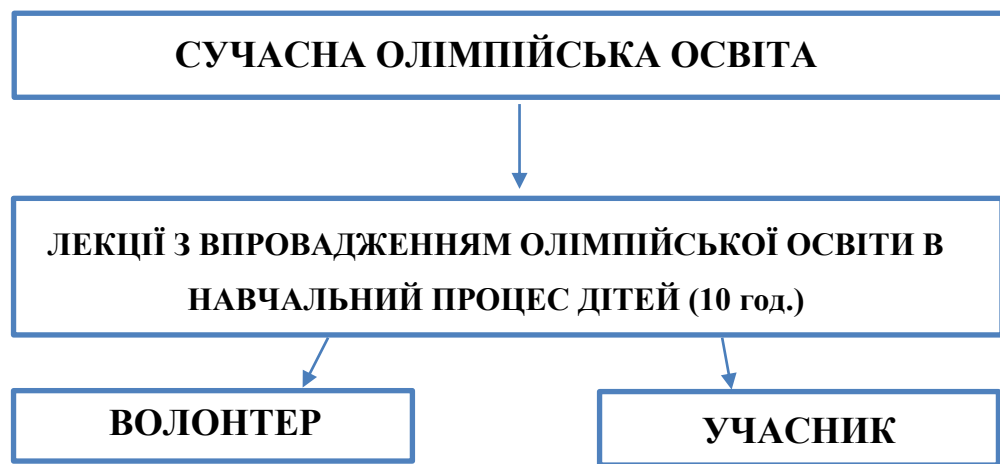 СУЧАСНА ОЛІМПІЙСЬКА ОСВІТА
ЛЕКЦІЇ З ВПРОВАДЖЕННЯМ ОЛІМПІЙСЬКОЇ ОСВІТИ В
НАВЧАЛЬНИЙ ПРОЦЕС ДІТЕЙ (10 год.)
ВОЛОНТЕР
УЧАСНИК